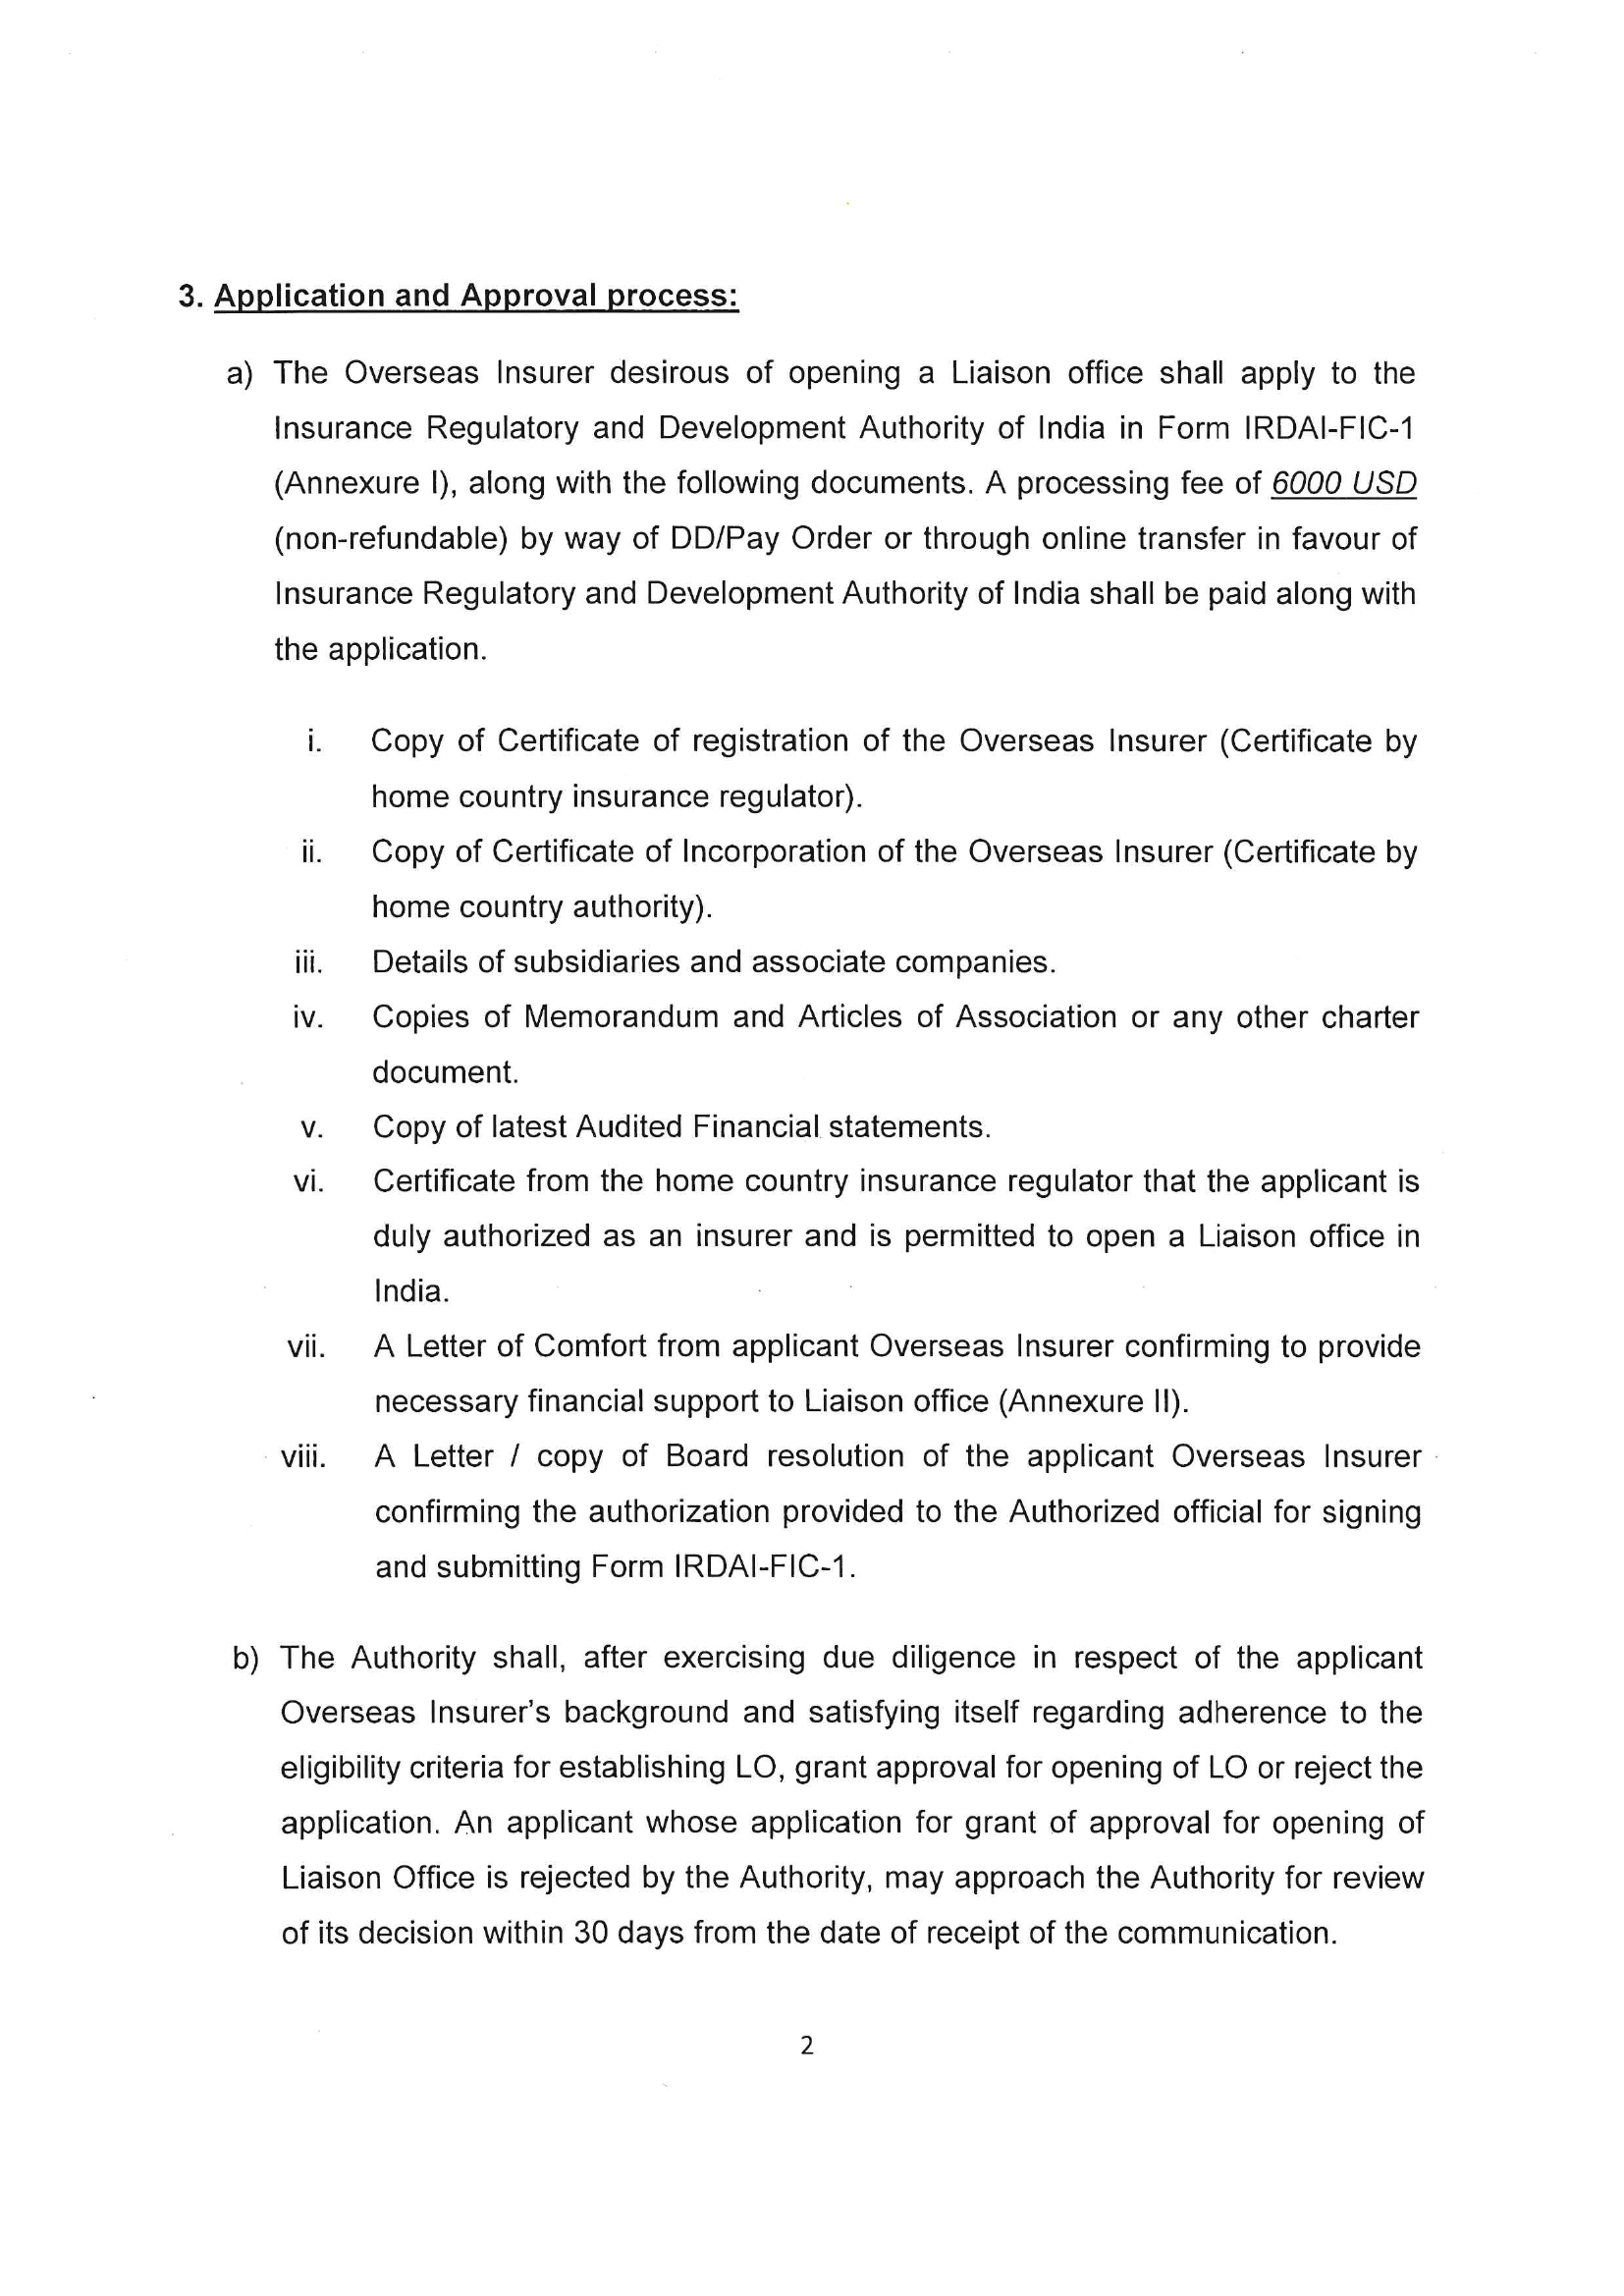 3. Application and Approval process:
a) The Overseas Insurer desirous of opening a Liaison office shall apply to the
Insurance Regulatory and Development Authority of India in Form IRDAI-FIC-1
(Annexure I), along with the following documents. A processing fee of 6000 USD
(non-refundable) by way of DD/Pay Order or through online transfer in favour of
Insurance Regulatory and Development Authority of India shall be paid along with
the application.
i. Copy of Certificate of registration of the Overseas Insurer (Certificate by
home country insurance regulator).
ii. Copy of Certificate of Incorporation of the Overseas Insurer (Certificate by
home country authority).
iii. Details of subsidiaries and associate companies.
iv. Copies of Memorandum and Articles of Association or any other charter
document.
v. Copy of latest Audited Financial statements.
vi. Certificate from the home country insurance regulator that the applicant is
duly authorized as an insurer and is permitted to open a Liaison office in
India.
vii. A Letter of Comfort from applicant Overseas Insurer confirming to provide
necessary financial support to Liaison office (Annexure II).
viii. A Letter / copy of Board resolution of the applicant Overseas Insurer
confirming the authorization provided to the Authorized official for signing
and submitting Form IRDAI-FIC-1.
b) The Authority shall, after exercising due diligence in respect of the applicant
Overseas Insurer's background and satisfying itself regarding adherence to the
eligibility criteria for establishing LO, grant approval for opening of LO or reject the
application. An applicant whose application for grant of approval for opening of
Liaison Office is rejected by the Authority, may approach the Authority for review
of its decision within 30 days from the date of receipt of the communication.
2